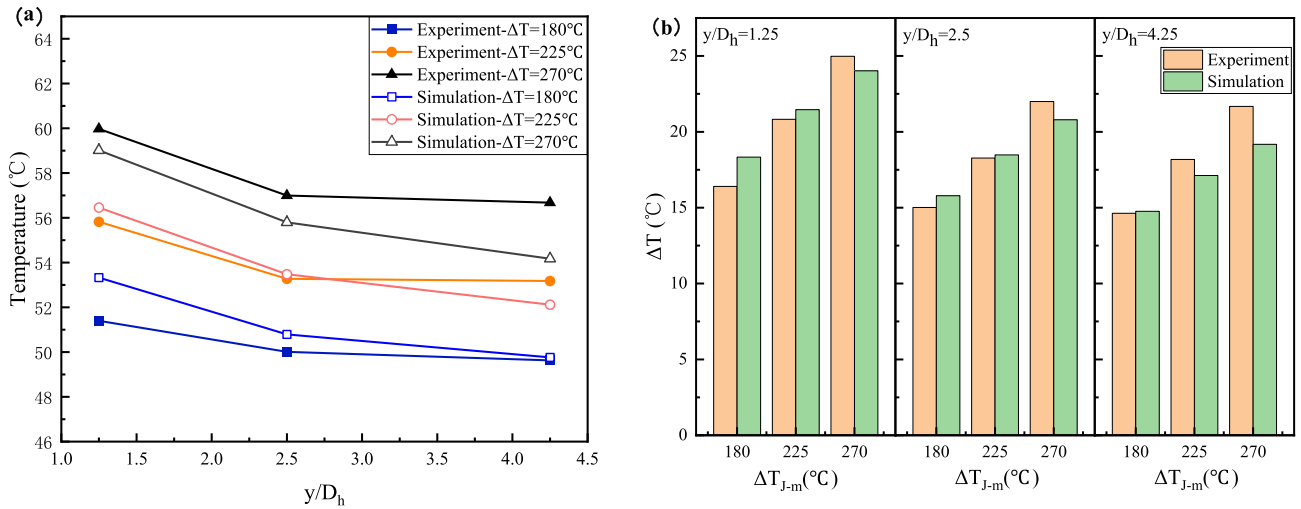 (a)
64
62
60
58
56
54
52
50
48
46
Temperature (℃)
1.0 1.5 2.0 2.5 3.0 3.5 4.0 4.5
y/Dh
Experiment-ΔT=180℃
Experiment-ΔT=225℃
Experiment-ΔT=270℃
Simulation-ΔT=180℃
Simulation-ΔT=225℃
Simulation-ΔT=270℃
(b)
25
20
15
10
5
0
ΔT (℃)
y/Dh=1.25 y/Dh=2.5 y/Dh=4.25
Experiment
Simulation
180 225 270 180 225 270 180 225 270
ΔTJ-m(℃) ΔTJ-m(℃) ΔTJ-m(℃)